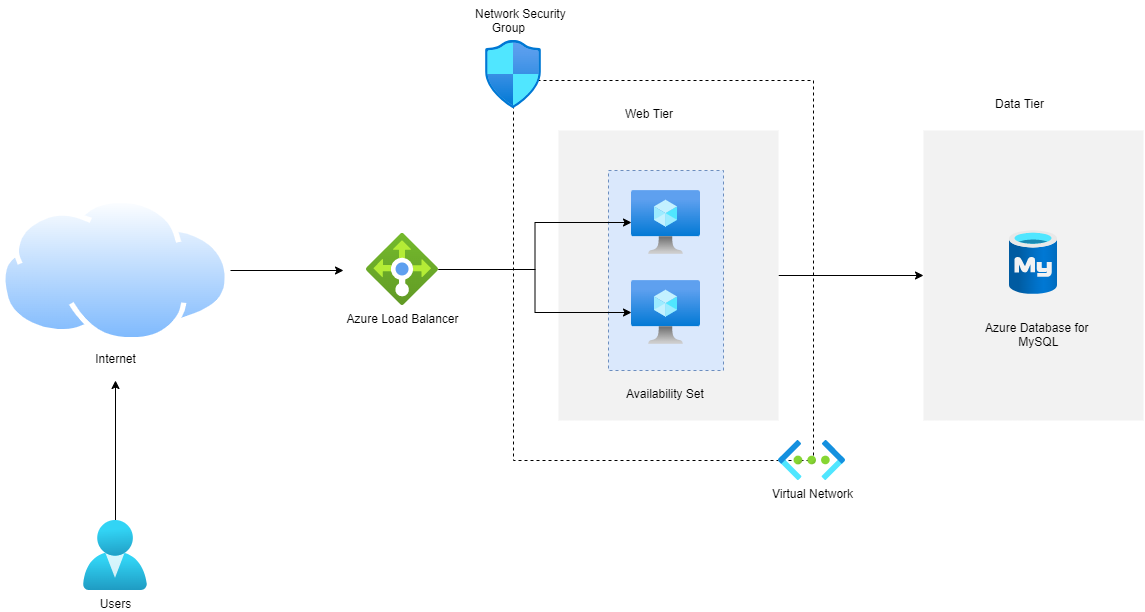 Network Security
Group
Web Tier
Data Tier
My
Azure Load Balancer
Azure Database for
MySQL
Internet
Availability Set
Virtual Network
Users